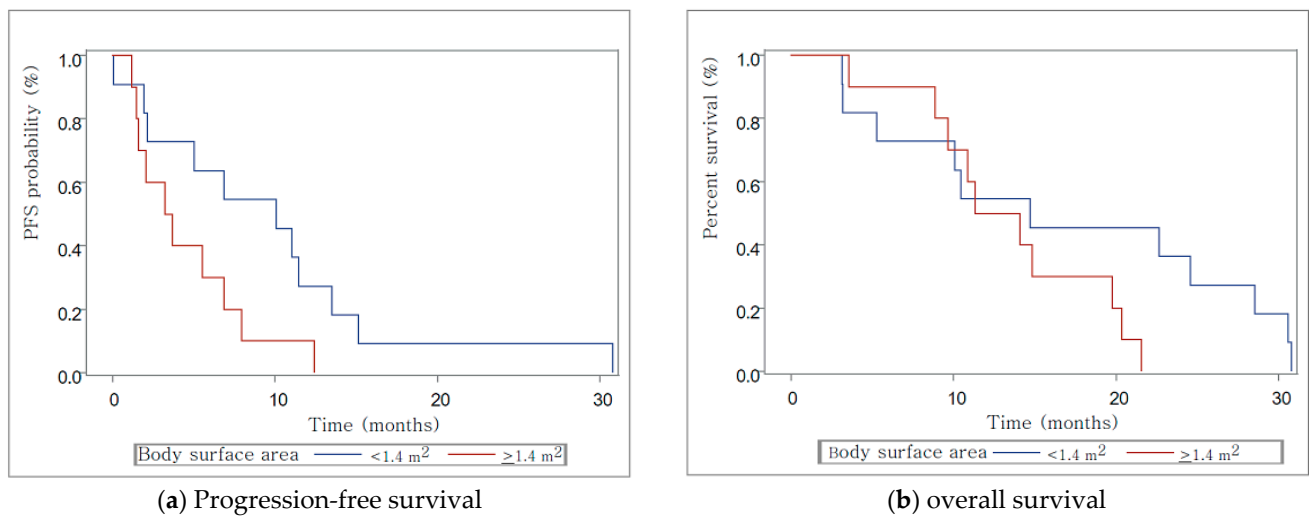 1.0
0.8
0.6
0.4
0.2
0.0
PFS probability (%)
0 10 20 30
Time (months)
Body surface area <1.4 m² ≥1.4 m²
(a) Progression-free survival
1.0
0.8
0.6
0.4
0.2
0.0
Percent survival (%)
0 10 20 30
Time (months)
Body surface area <1.4 m² ≥1.4 m²
(b) overall survival